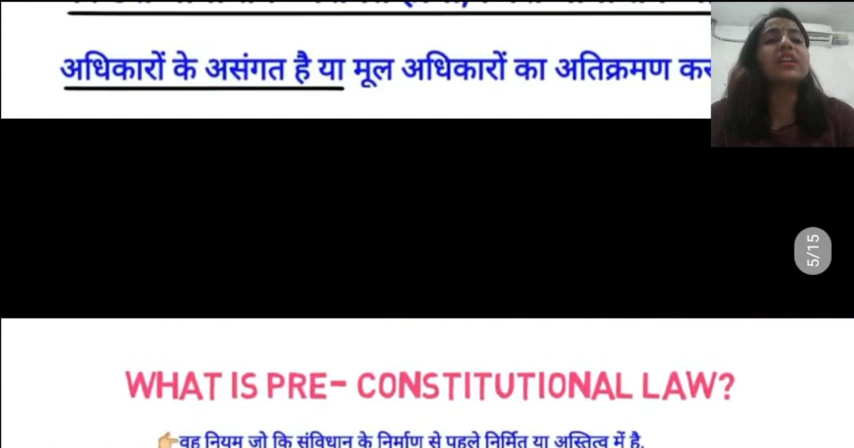 अधिकारों के असंगत है या मूल अधिकारों का अतिक्रमण
5/15
WHAT IS PRE- CONSTITUTIONAL LAW?
👉वह नियम जो कि संविधान के निर्माण से पहले निर्मित या अस्तित्व में है.